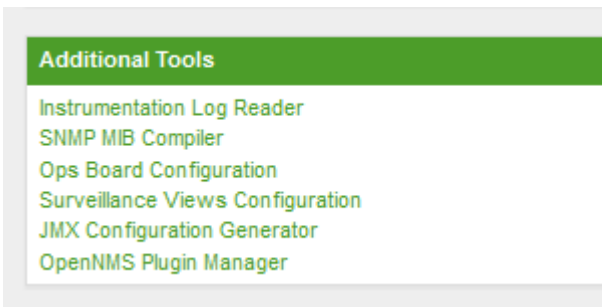 Additional Tools
Instrumentation Log Reader
SNMP MIB Compiler
Ops Board Configuration
Surveillance Views Configuration
JMX Configuration Generator
OpenNMS Plugin Manager